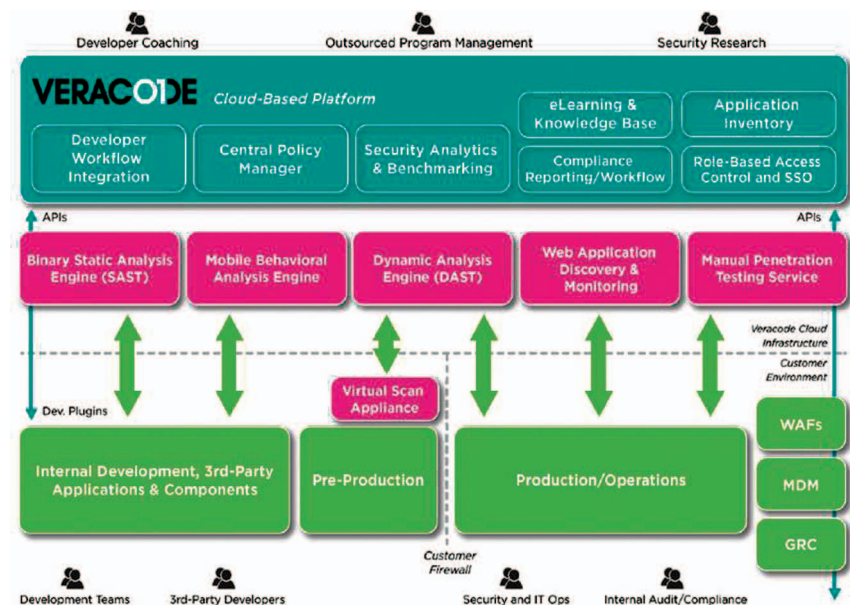 Developer Coaching
Outsourced Program Management
Security Research
VERACODE
Cloud-Based Platform
Developer
Workflow
Integration
Central Policy
Manager
Security Analytics
& Benchmarking
eLearning &
Knowledge Base
Application
Inventory
Compliance
Reporting/Workflow
Role-Based Access
Control and SSO
APIs
APIs
Binary Static Analysis
Engine (SAST)
Mobile Behavioral
Analysis Engine
Dynamic Analysis
Engine (DAST)
Web Application
Discovery &
Monitoring
Manual Penetration
Testing Service
Veracode Cloud
Infrastructure
Customer
Environment
Virtual Scan
Appliance
Dev. Plugins
Internal Development, 3rd-Party
Applications & Components
Pre-Production
Production/Operations
WAFs
MDM
GRC
Customer
Firewall
Development Teams
3rd-Party Developers
Security and IT Ops
Internal Audit/Compliance